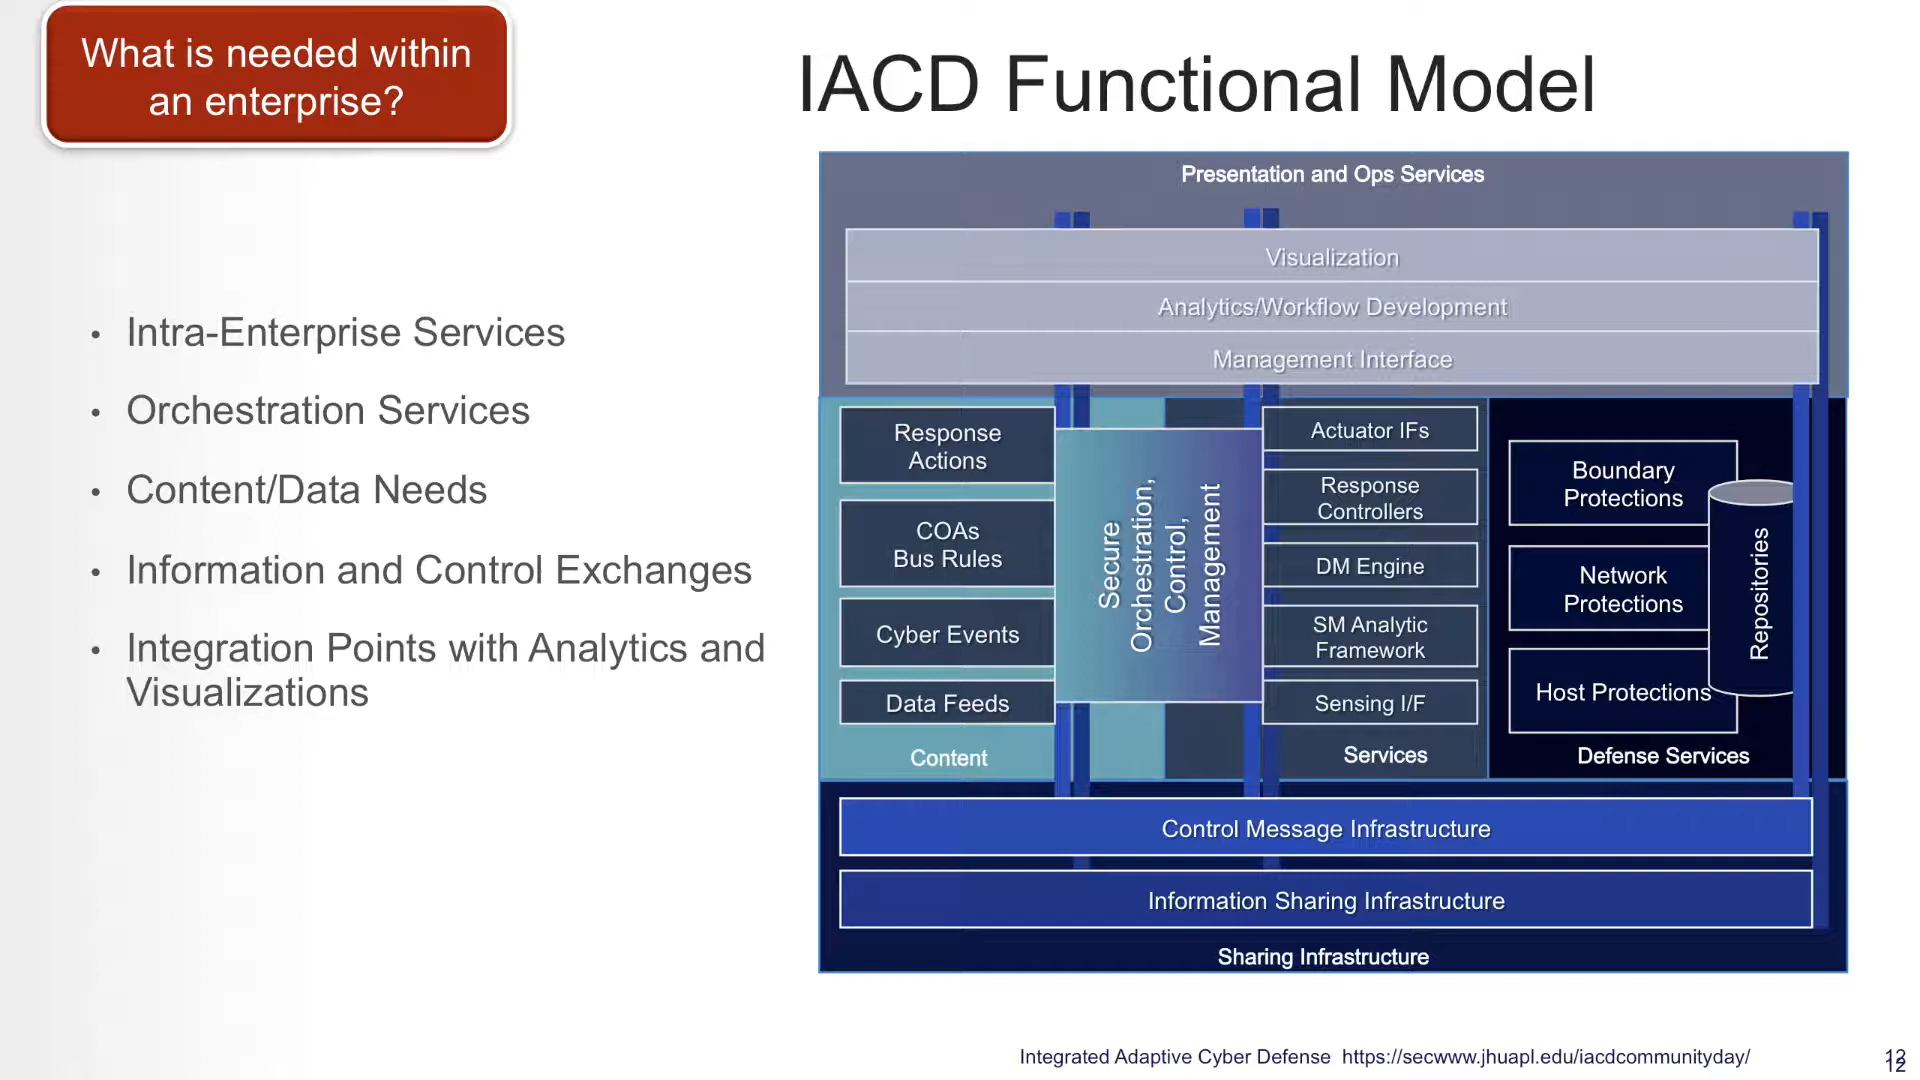 What is needed within
an enterprise?
IACD Functional Model
• Intra-Enterprise Services
• Orchestration Services
• Content/Data Needs
• Information and Control Exchanges
• Integration Points with Analytics and
Visualizations
Presentation and Ops Services
Visualization
Analytics/Workflow Development
Management Interface
Response
Actions
COAs
Bus Rules
Cyber Events
Data Feeds
Content
Secure
Orchestration,
Control,
Management
Actuator IFs
Response
Controllers
DM Engine
SM Analytic
Framework
Sensing I/F
Services
Boundary
Protections
Network
Protections
Host Protections
Repositories
Defense Services
Control Message Infrastructure
Information Sharing Infrastructure
Sharing Infrastructure
Integrated Adaptive Cyber Defense https://secwww.jhuapl.edu/iacdcommunityday/
12
12